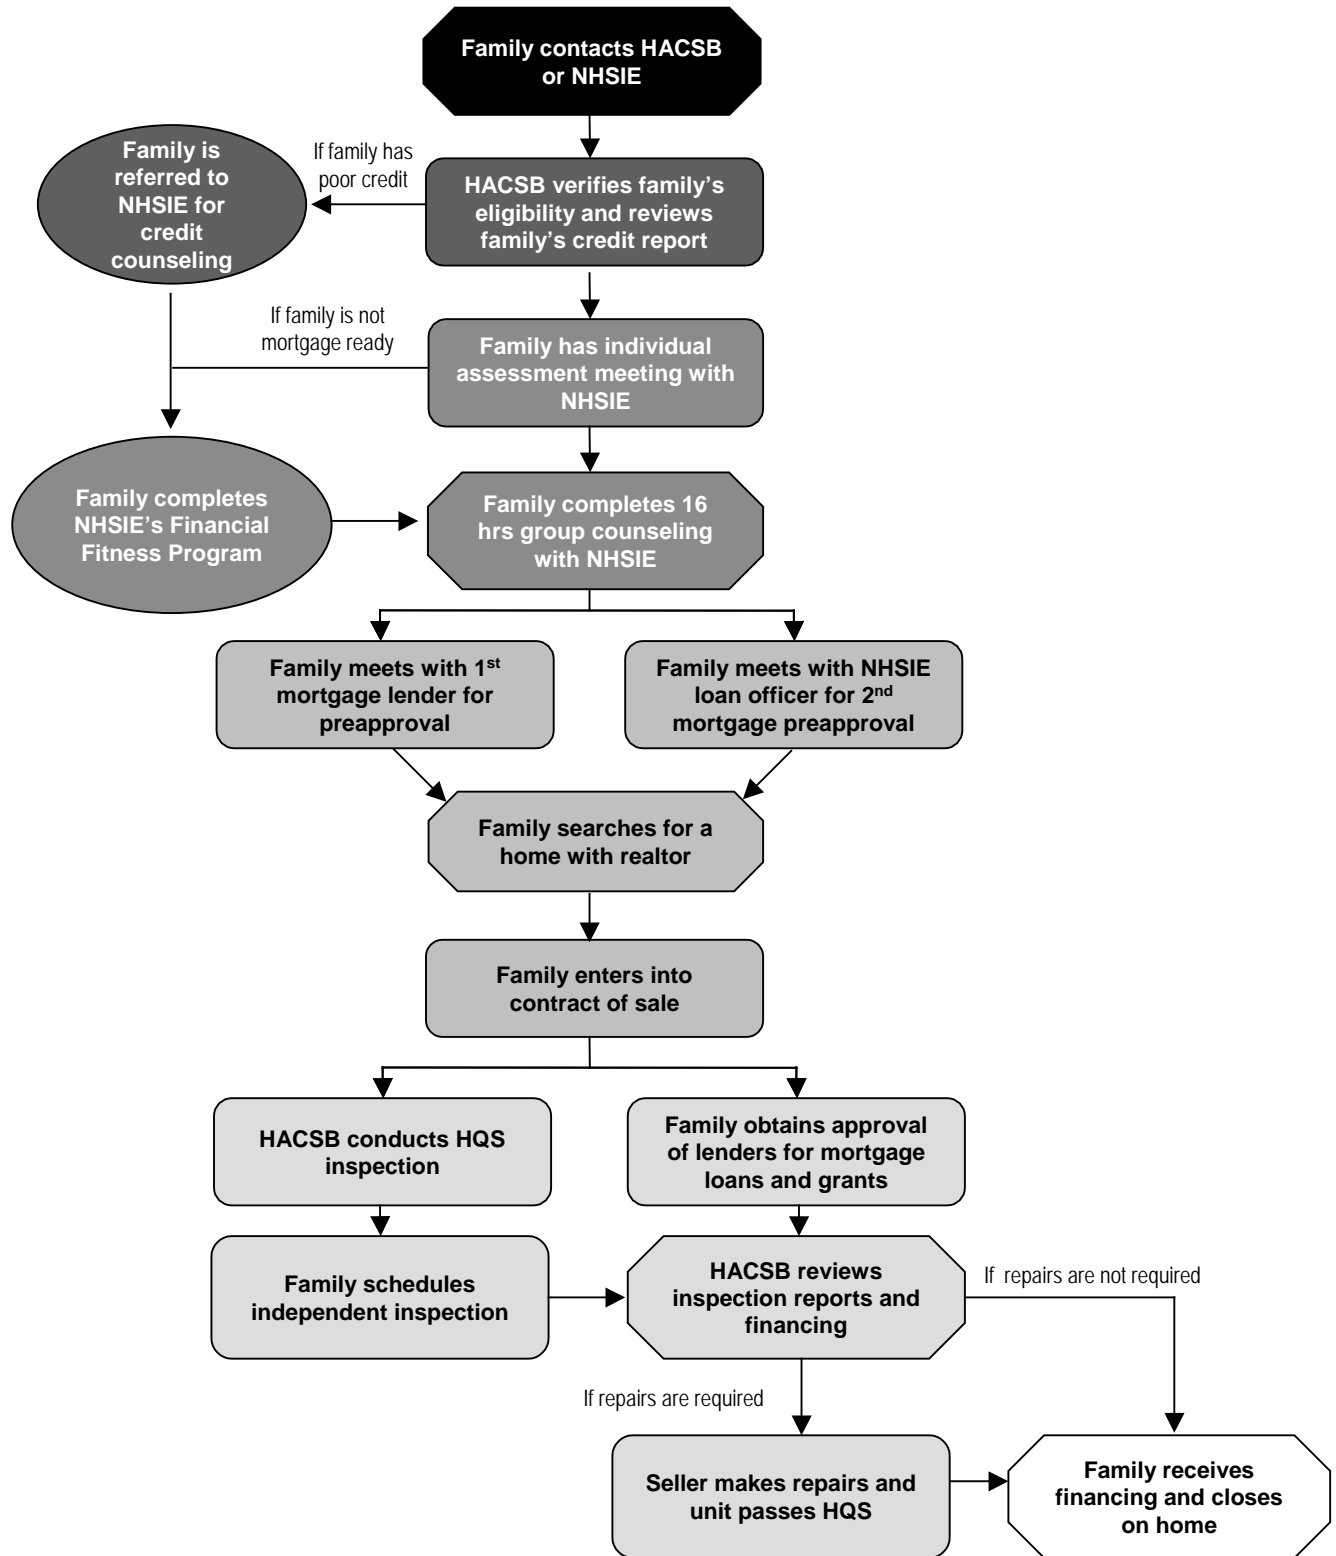 Family contacts HACSB
or NHSIE
Family is
referred to
NHSIE for
credit
counseling
If family has
poor credit
HACSB verifies family’s
eligibility and reviews
family’s credit report
If family is not
mortgage ready
Family has individual
assessment meeting with
NHSIE
Family completes
NHSIE’s Financial
Fitness Program
Family completes 16
hrs group counseling
with NHSIE
Family meets with 1st
mortgage lender for
preapproval
Family meets with NHSIE
loan officer for 2nd
mortgage preapproval
Family searches for a
home with realtor
Family enters into
contract of sale
HACSB conducts HQS
inspection
Family obtains approval
of lenders for mortgage
loans and grants
Family schedules
independent inspection
HACSB reviews
inspection reports and
financing
If  repairs are not required
If repairs are required
Seller makes repairs and
unit passes HQS
Family receives
financing and closes
on home